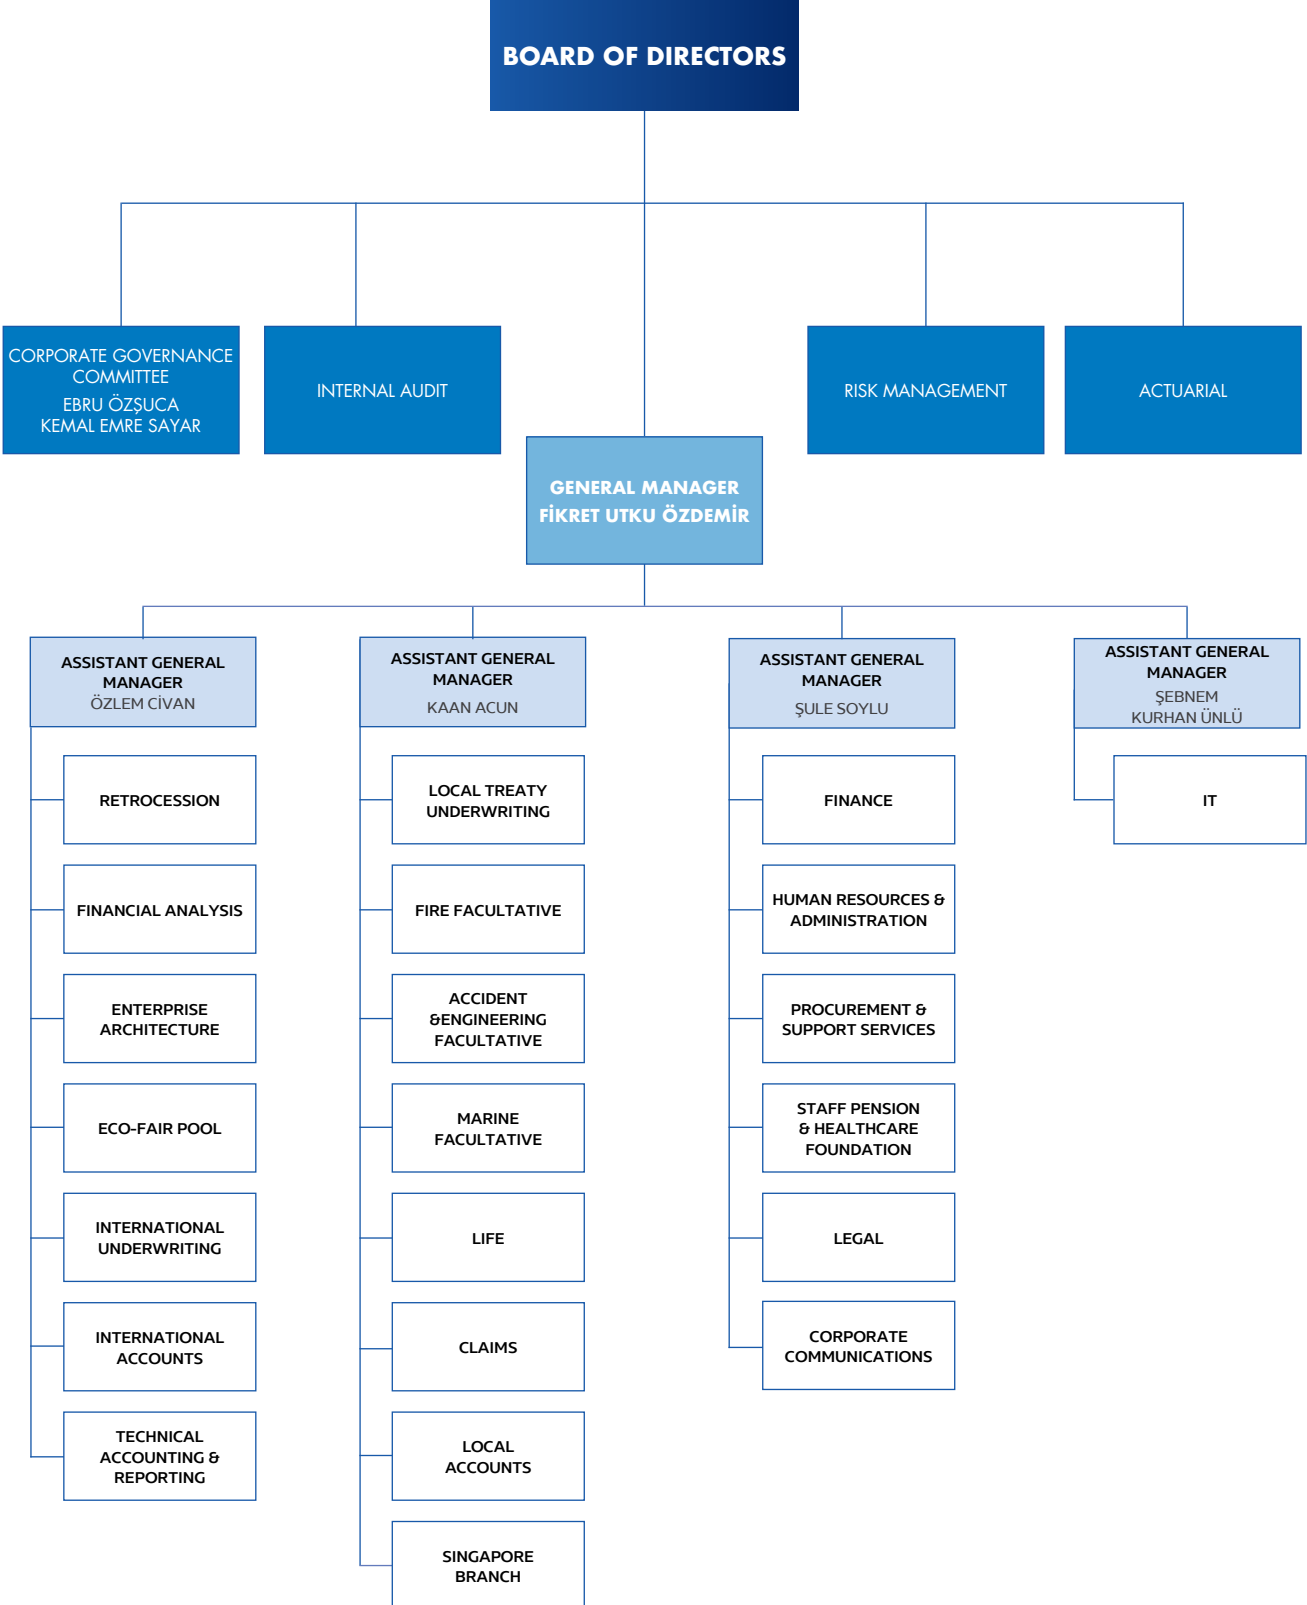 BOARD OF DIRECTORS
CORPORATE GOVERNANCE
COMMITTEE
EBRU ÖZŞUCA
KEMAL EMRE SAYAR
INTERNAL AUDIT
RISK MANAGEMENT
ACTUARIAL
GENERAL MANAGER
FİKRET UTKU ÖZDEMİR
ASSISTANT GENERAL
MANAGER
ÖZLEM CİVAN
RETROCESSION
FINANCIAL ANALYSIS
ENTERPRISE
ARCHITECTURE
ECO-FAIR POOL
INTERNATIONAL
UNDERWRITING
INTERNATIONAL
ACCOUNTS
TECHNICAL
ACCOUNTING &
REPORTING
ASSISTANT GENERAL
MANAGER
KAAN ACUN
LOCAL TREATY
UNDERWRITING
FIRE FACULTATIVE
ACCIDENT
&ENGINEERING
FACULTATIVE
MARINE
FACULTATIVE
LIFE
CLAIMS
LOCAL
ACCOUNTS
SINGAPORE
BRANCH
ASSISTANT GENERAL
MANAGER
ŞULE SOYLU
FINANCE
HUMAN RESOURCES &
ADMINISTRATION
PROCUREMENT &
SUPPORT SERVICES
STAFF PENSION
& HEALTHCARE
FOUNDATION
LEGAL
CORPORATE
COMMUNICATIONS
ASSISTANT GENERAL
MANAGER
ŞEBNEM
KURHAN ÜNLÜ
IT